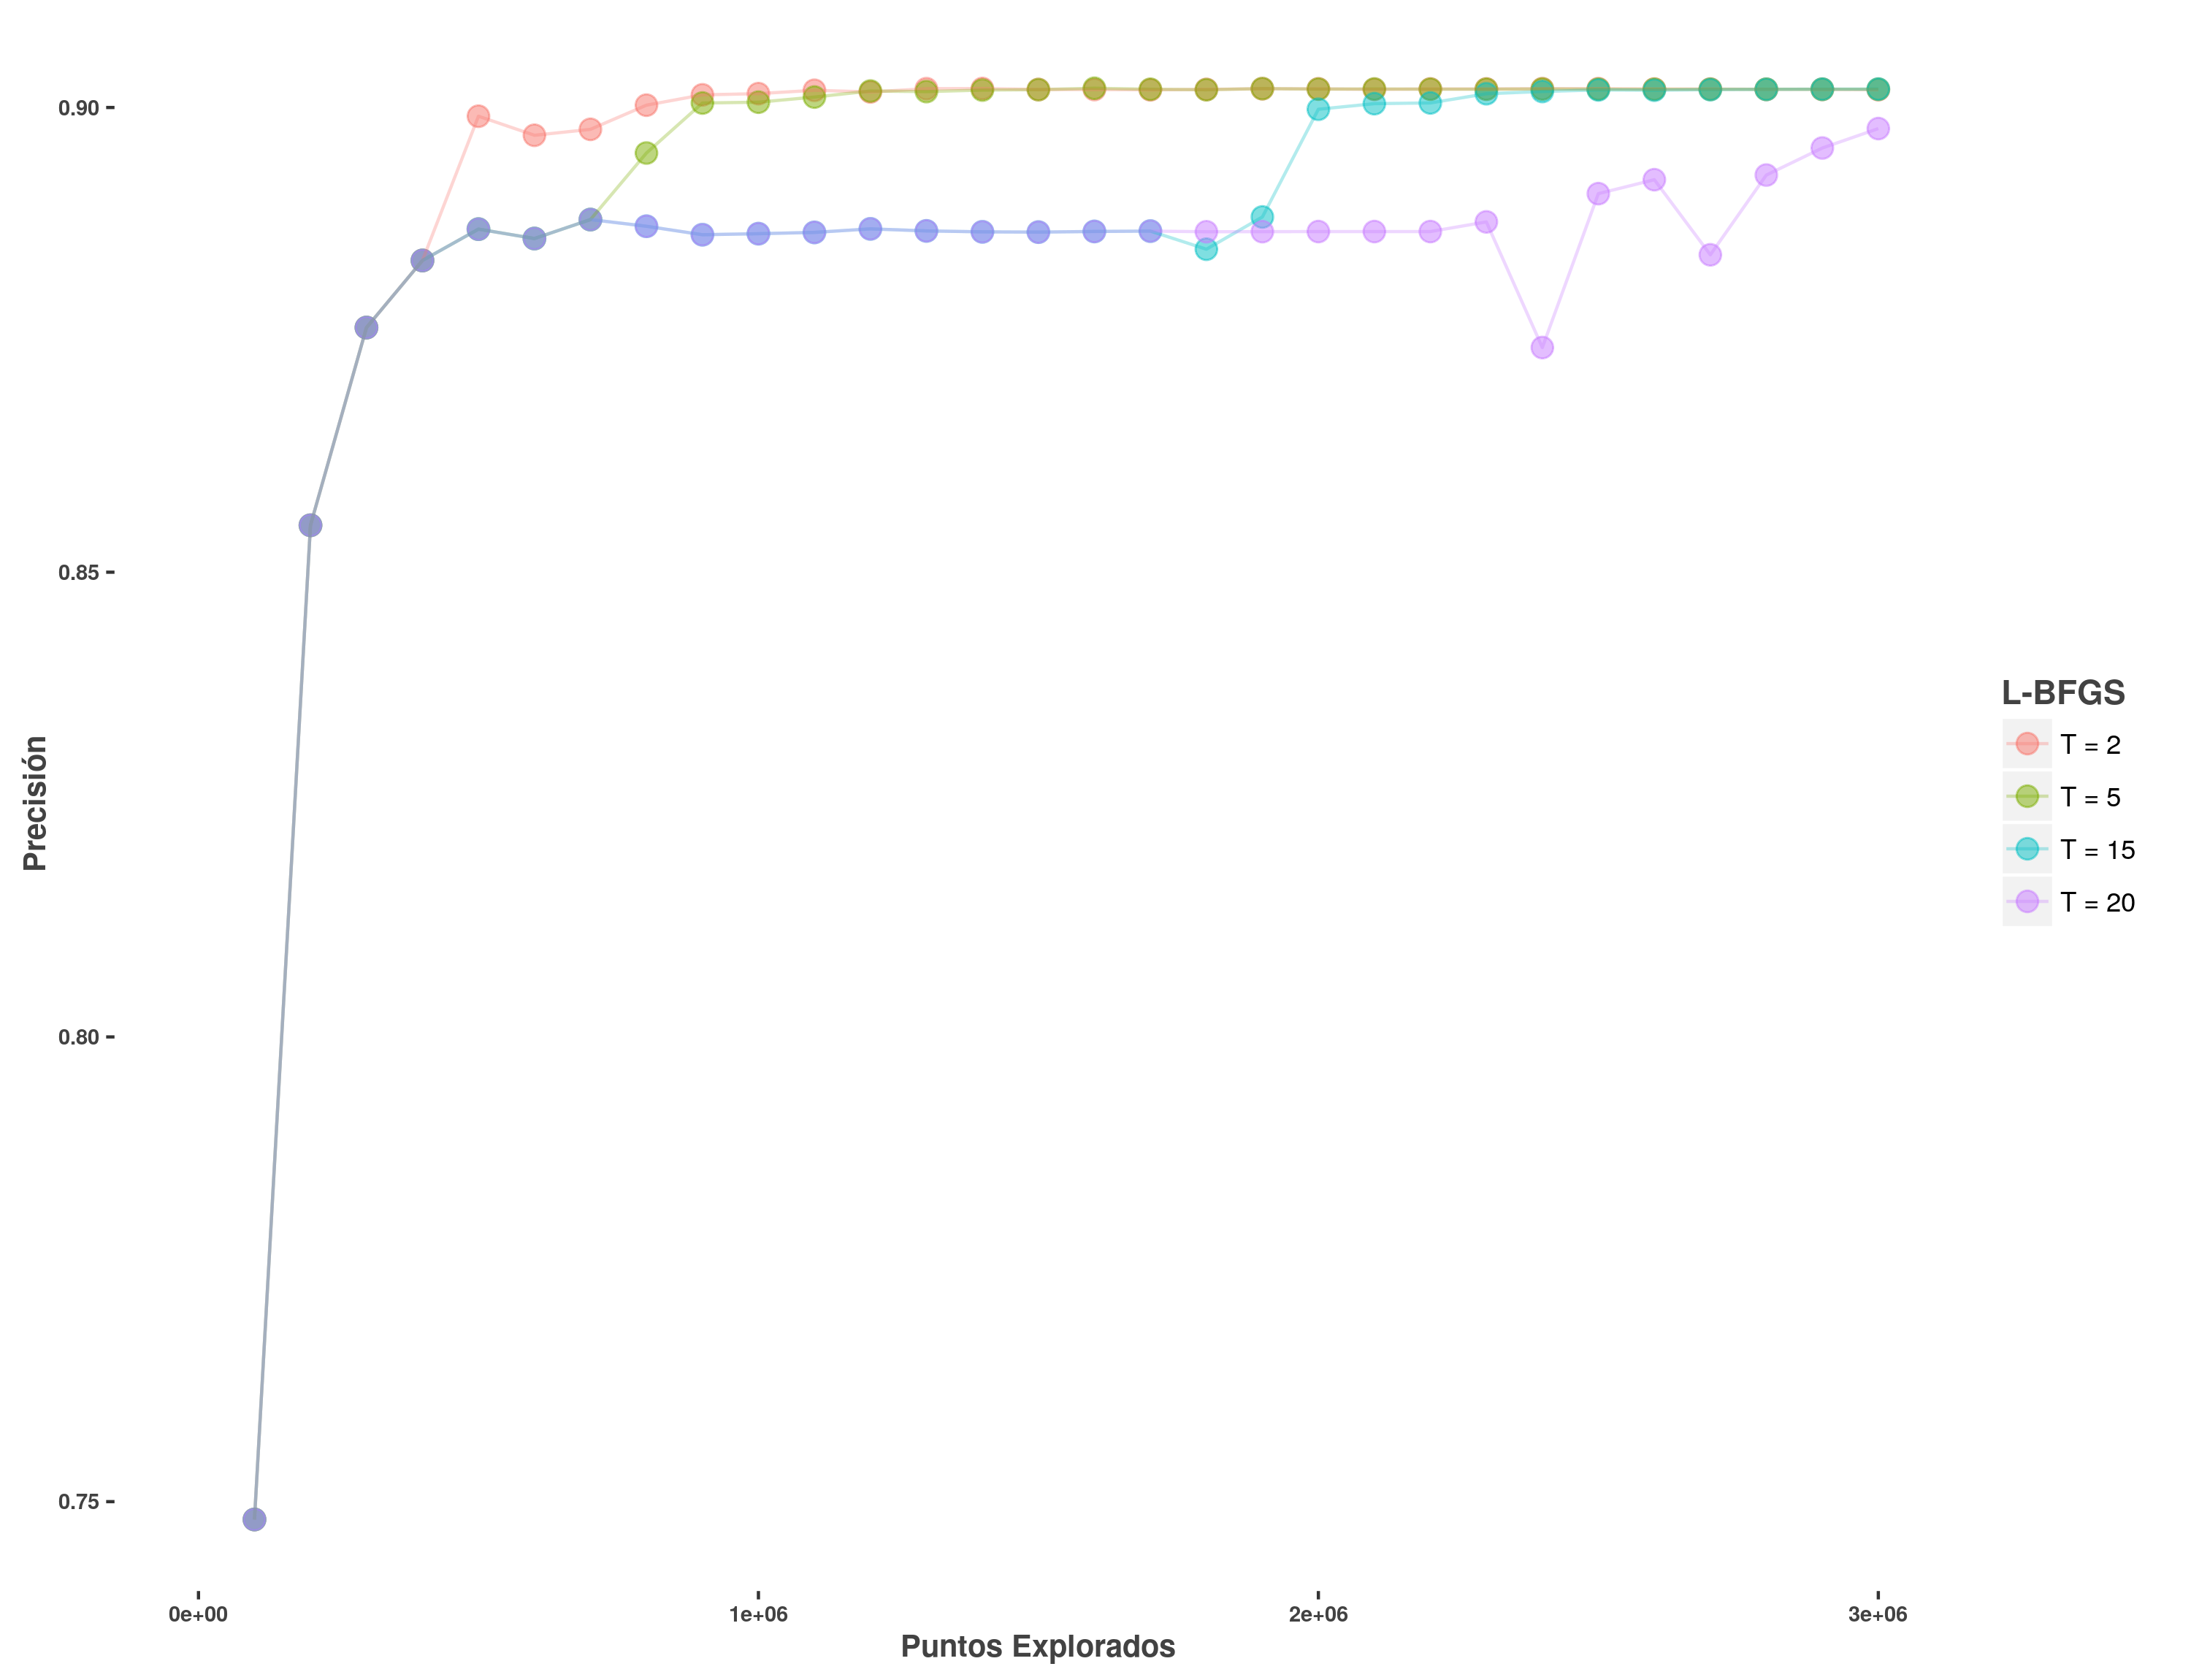 0.90
0.85
0.80
0.75
Precisión
0e+00 1e+06 2e+06 3e+06
Puntos Explorados
L-BFGS
T = 2
T = 5
T = 15
T = 20